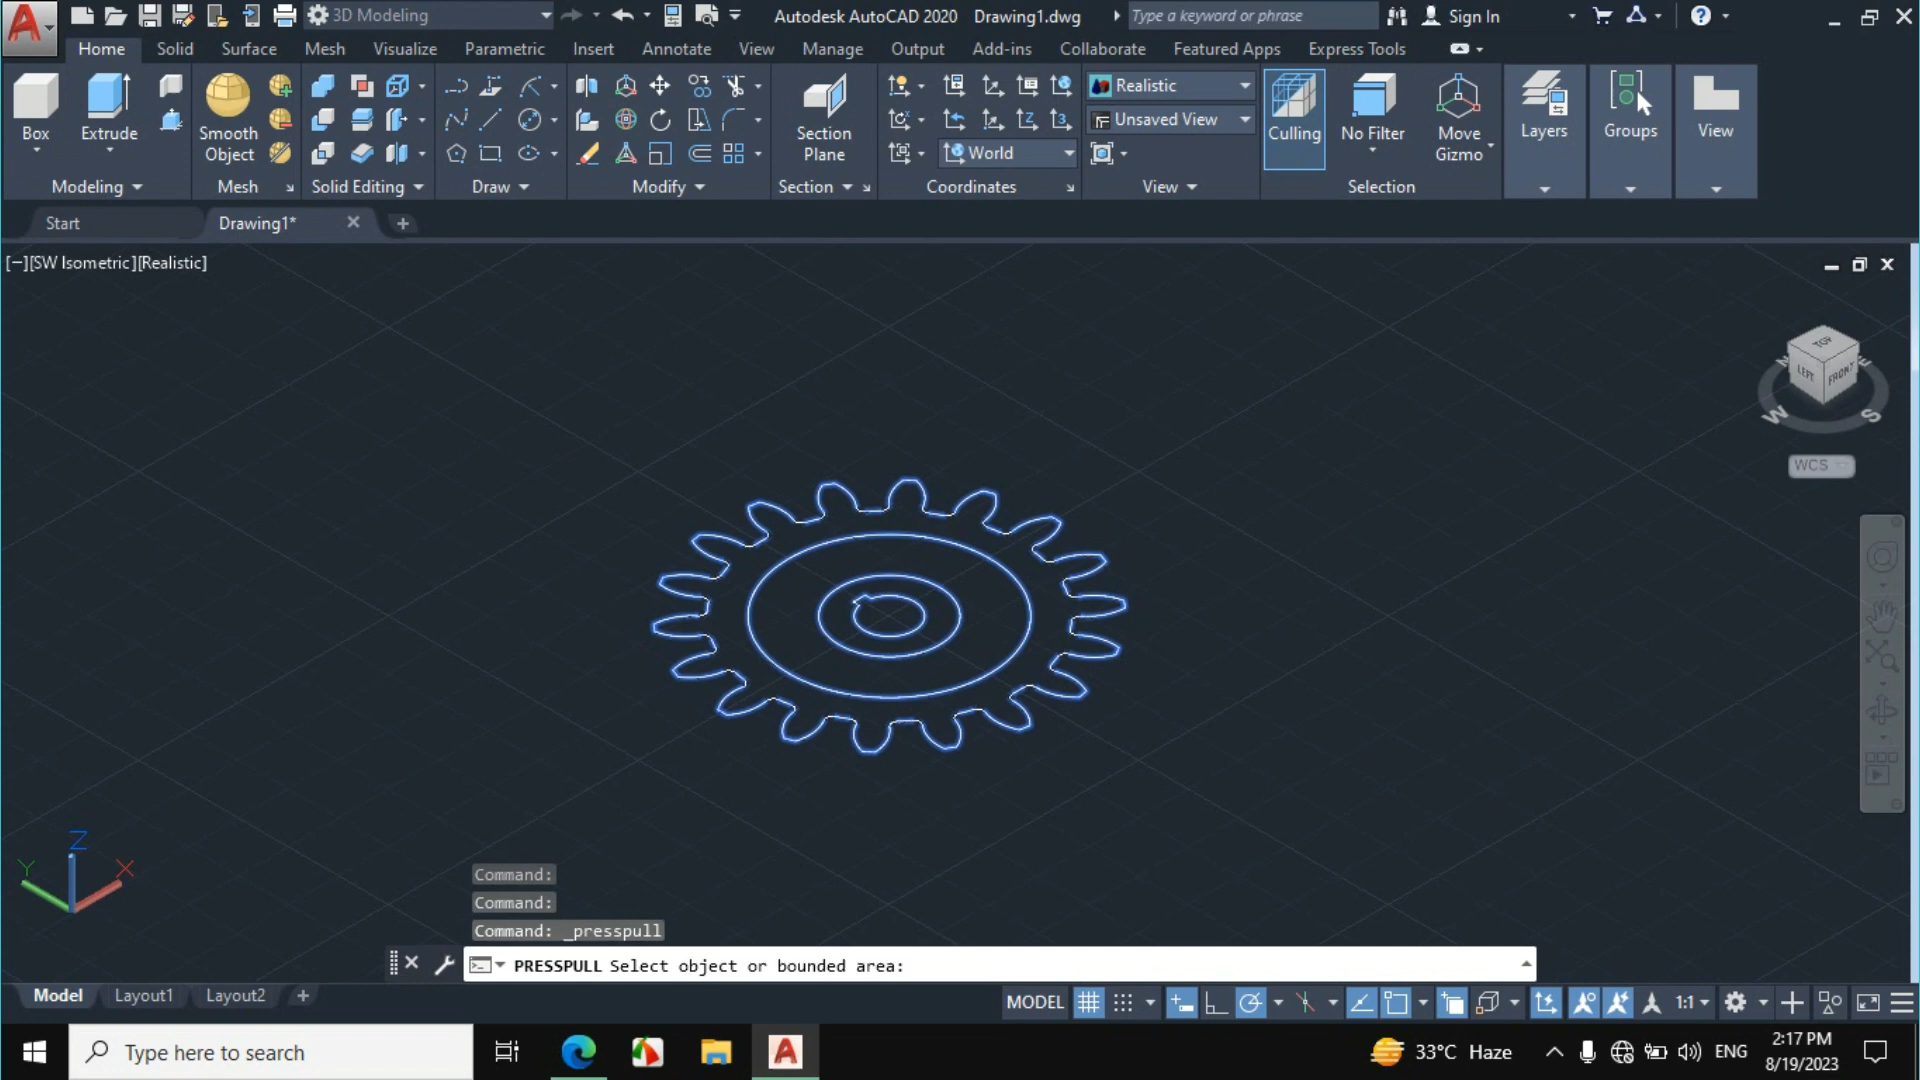 3D Modeling
Autodesk AutoCAD 2020 Drawing1.dwg
Type a keyword or phrase
Sign In
Home Solid Surface Mesh Visualize Parametric Insert Annotate View Manage Output Add-ins Collaborate Featured Apps Express Tools
Box
Extrude
Smooth Object
Section Plane
Realistic
Unsaved View
World
Culling
No Filter
Move Gizmo
Layers
Groups
View
Modeling
Mesh
Solid Editing
Draw
Modify
Section
Coordinates
View
Selection
Start
Drawing1*
[−][SW Isometric][Realistic]
TOP
LEFT
FRONT
N
E
W
S
WCS
Z
Y
X
Command:
Command:
Command: _presspull
PRESSPULL Select object or bounded area:
Model Layout1 Layout2
MODEL
1:1
Type here to search
33°C Haze
ENG
2:17 PM
8/19/2023